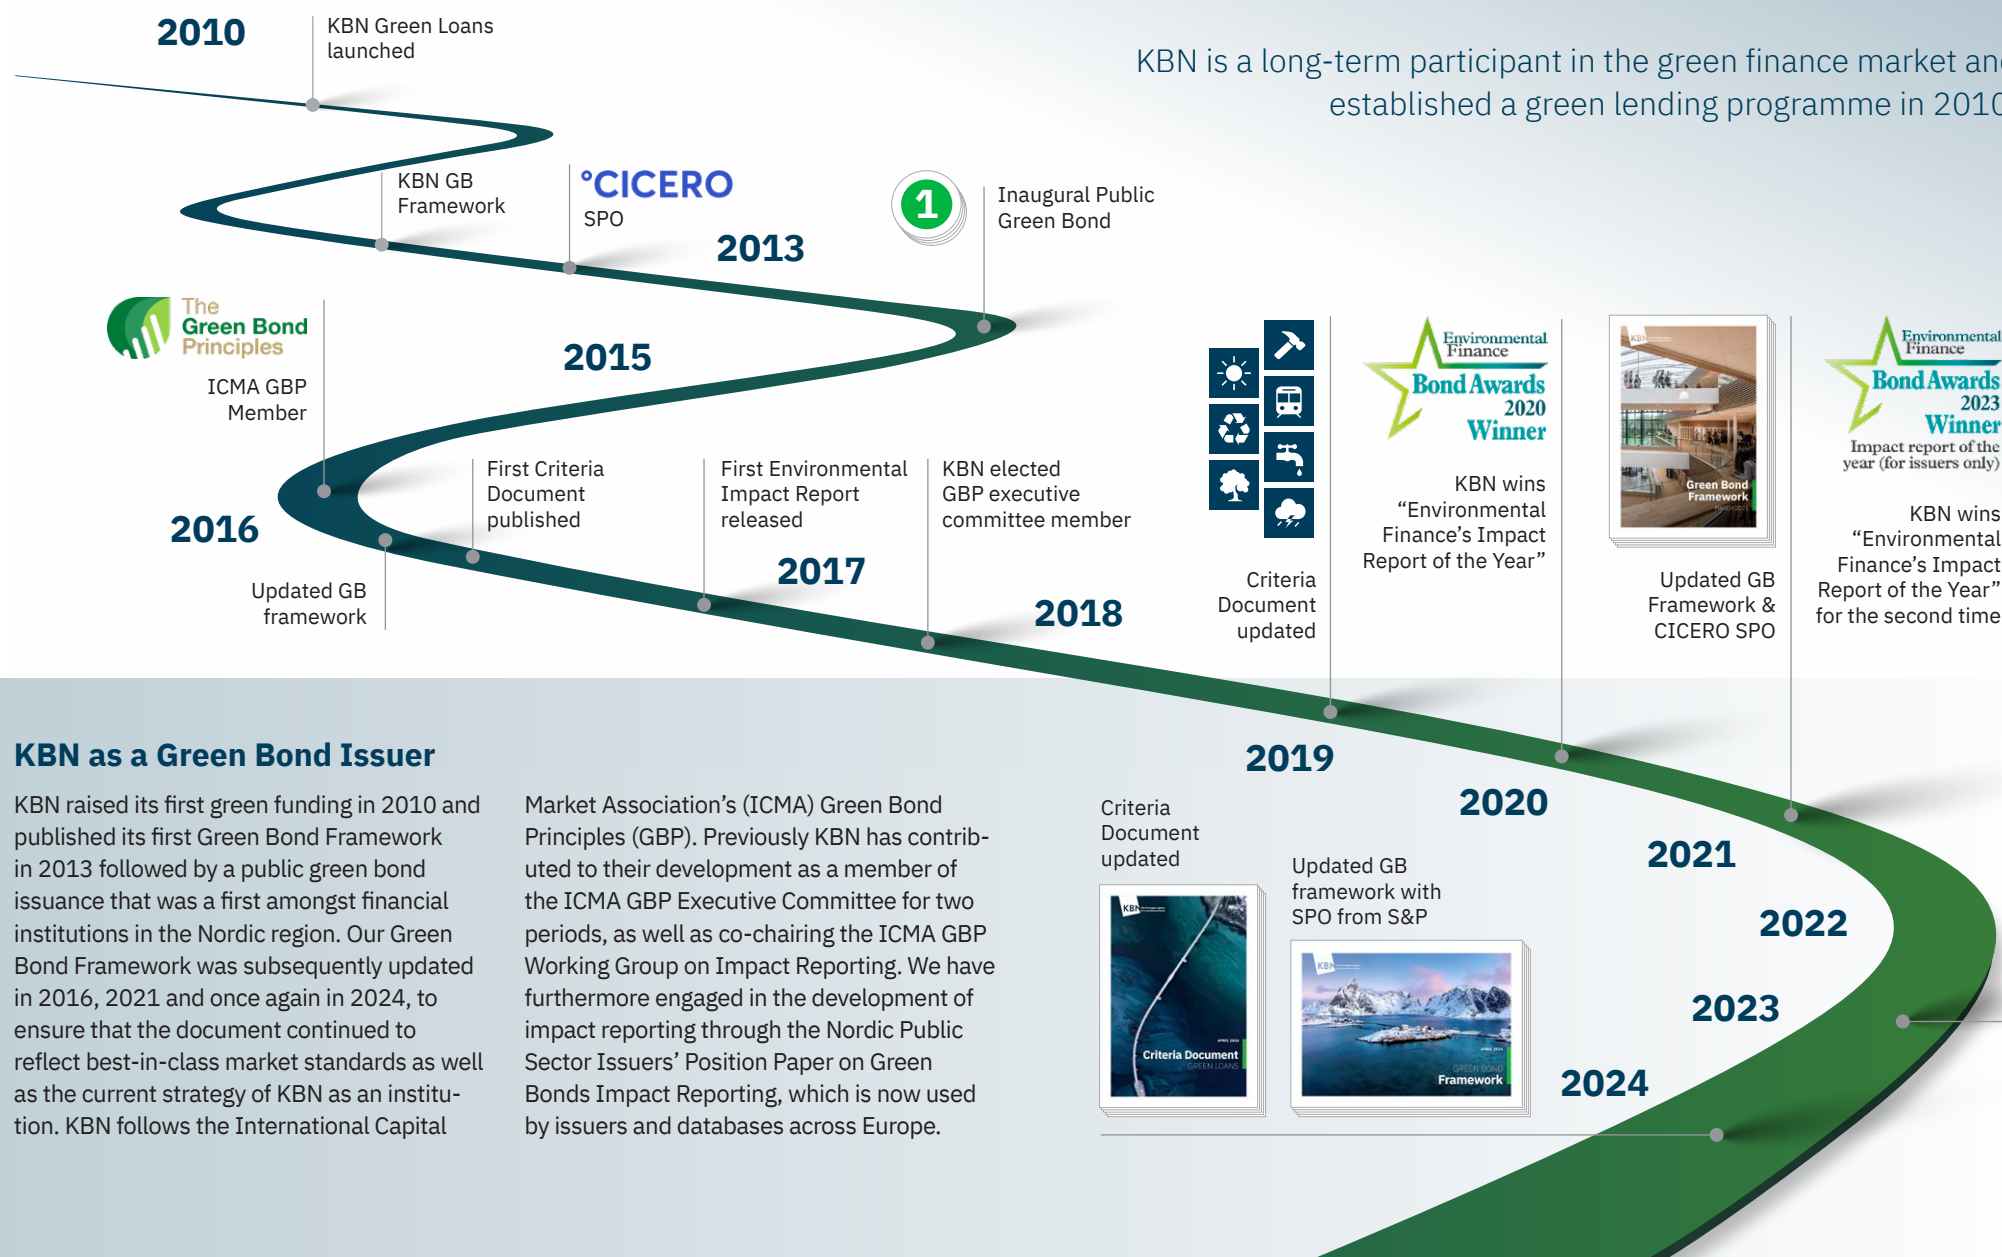 2010
KBN Green Loans
launched
KBN is a long-term participant in the green finance market and
established a green lending programme in 2010
KBN GB
Framework
°CICERO
SPO
2013
1
Inaugural Public
Green Bond
The
Green Bond
Principles
ICMA GBP
Member
2015
2016
Updated GB
framework
First Criteria
Document
published
First Environmental
Impact Report
released
2017
KBN elected
GBP executive
committee member
2018
Criteria
Document
updated
Environmental
Finance
Bond Awards
2020
Winner
KBN wins
“Environmental
Finance’s Impact
Report of the Year”
KBN
Green Bond
Framework
Updated GB
Framework &
CICERO SPO
Environmental
Finance
Bond Awards
2023
Winner
Impact report of the
year (for issuers only)
KBN wins
“Environmental
Finance’s Impact
Report of the Year”
for the second time
2019
2020
2021
2022
2023
2024
KBN as a Green Bond Issuer
KBN raised its first green funding in 2010 and
published its first Green Bond Framework
in 2013 followed by a public green bond
issuance that was a first amongst financial
institutions in the Nordic region. Our Green
Bond Framework was subsequently updated
in 2016, 2021 and once again in 2024, to
ensure that the document continued to
reflect best-in-class market standards as well
as the current strategy of KBN as an institu-
tion. KBN follows the International Capital
Market Association’s (ICMA) Green Bond
Principles (GBP). Previously KBN has contrib-
uted to their development as a member of
the ICMA GBP Executive Committee for two
periods, as well as co-chairing the ICMA GBP
Working Group on Impact Reporting. We have
furthermore engaged in the development of
impact reporting through the Nordic Public
Sector Issuers’ Position Paper on Green
Bonds Impact Reporting, which is now used
by issuers and databases across Europe.
Criteria
Document
updated
KBN
APRIL 2024
Criteria Document
GREEN LOANS
Updated GB
framework with
SPO from S&P
KBN
APRIL 2024
GREEN BOND
Framework